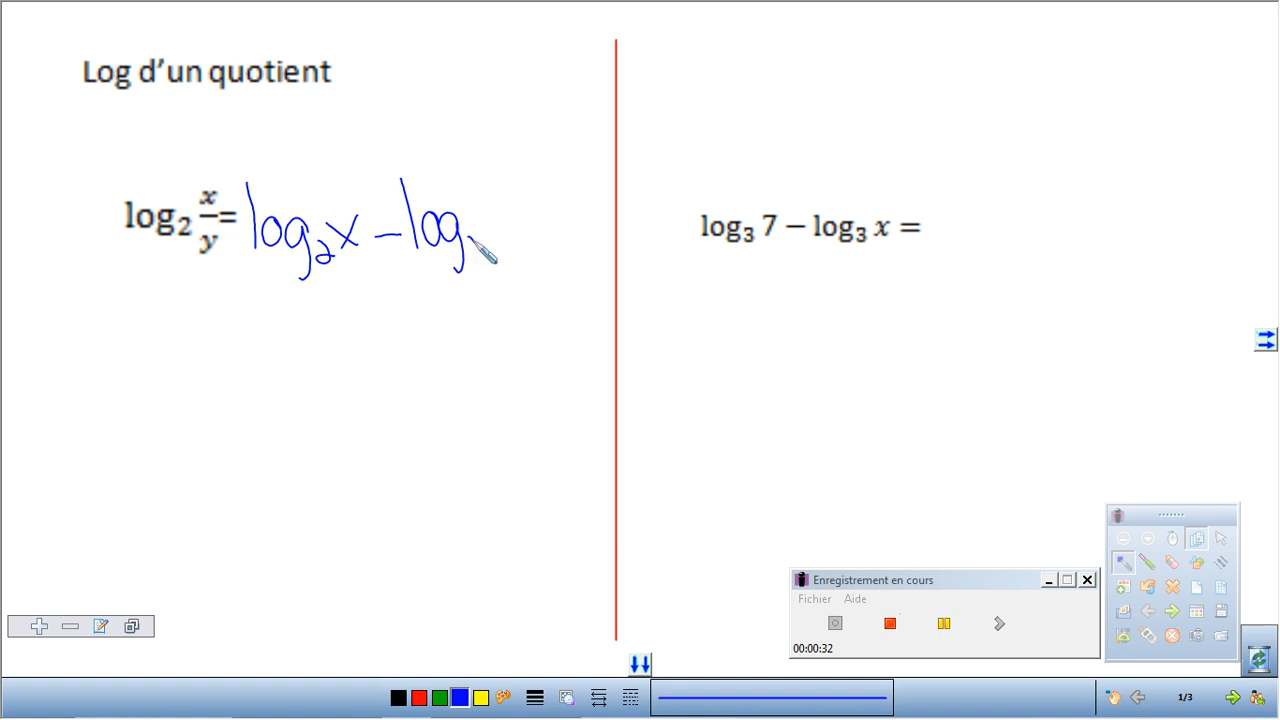 Log d'un quotient
log₂ x/y = log₂x - log
log₃ 7 − log₃ x =
Enregistrement en cours
Fichier Aide
00:00:32
1/3